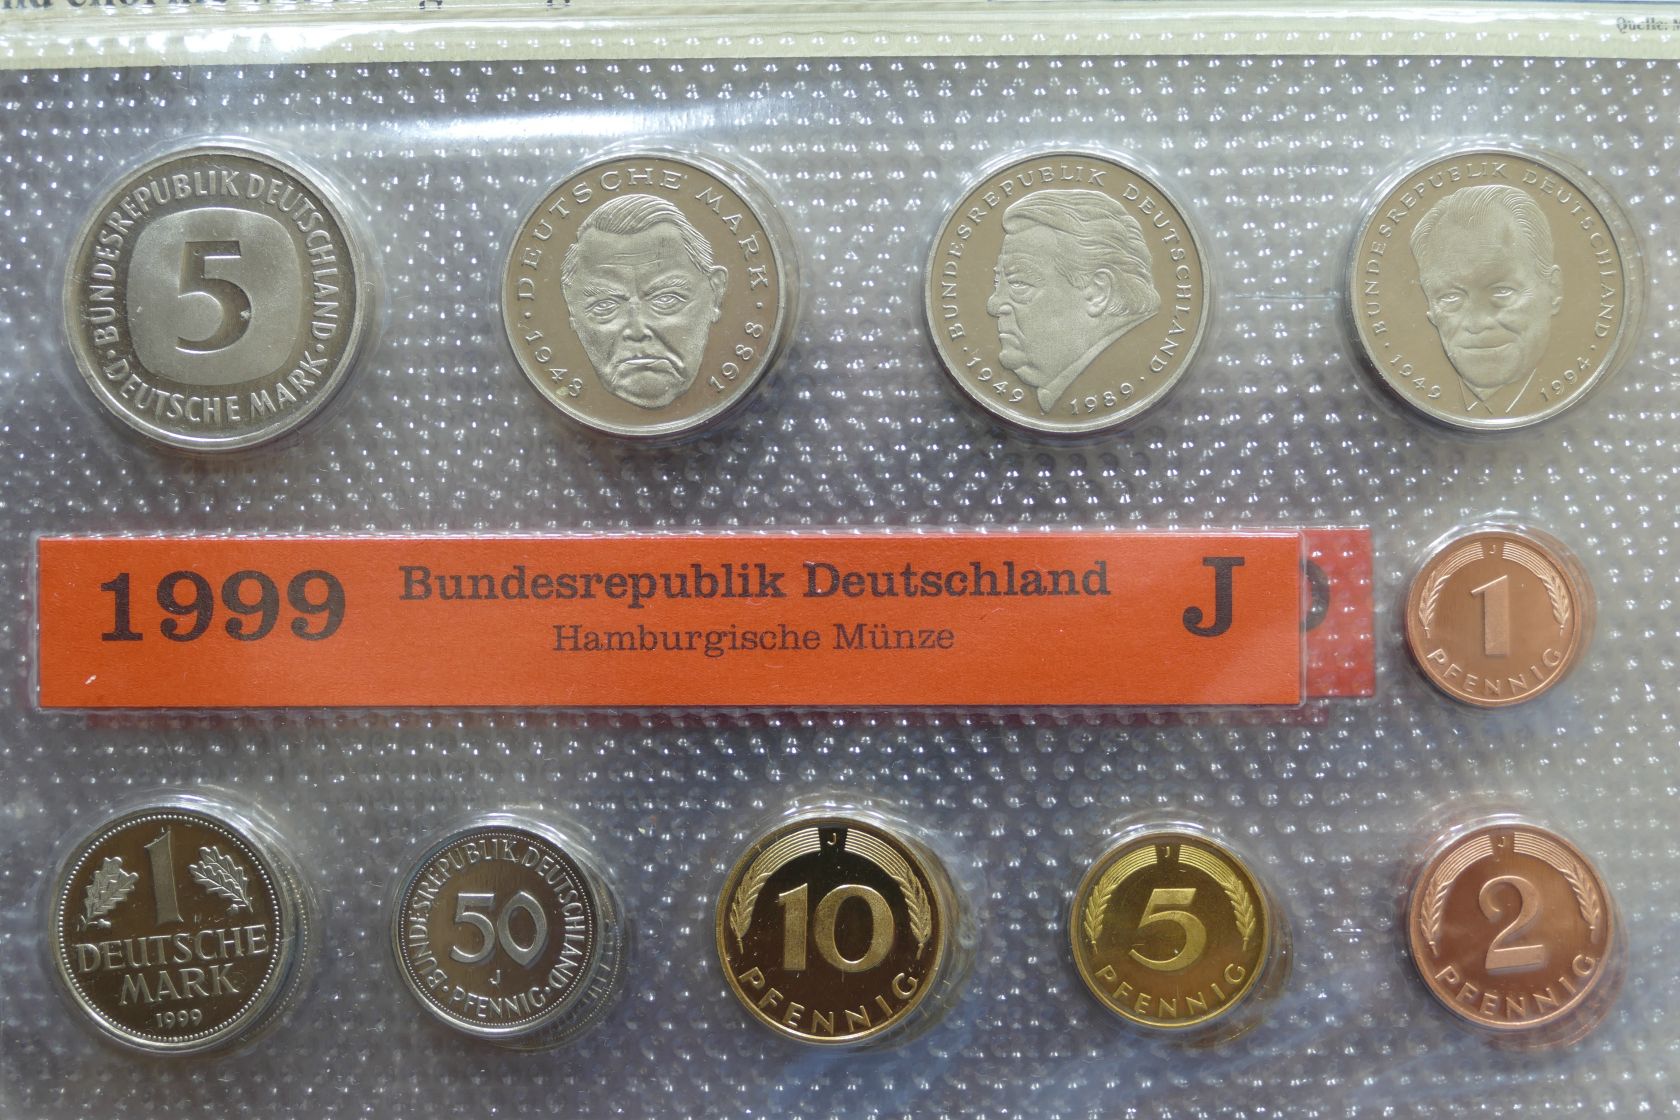 Quelle:
BUNDESREPUBLIK DEUTSCHLAND · DEUTSCHE MARK ·
5
· DEUTSCHE MARK ·
1948 1988
BUNDESREPUBLIK DEUTSCHLAND
· 1949 1989 ·
BUNDESREPUBLIK DEUTSCHLAND
· 1949 1994 ·
1999 Bundesrepublik Deutschland J
Hamburgische Münze
J
1
PFENNIG
1
DEUTSCHE
MARK
1999
BUNDESREPUBLIK DEUTSCHLAND
50
J
· PFENNIG ·
J
10
PFENNIG
J
5
PFENNIG
J
2
PFENNIG